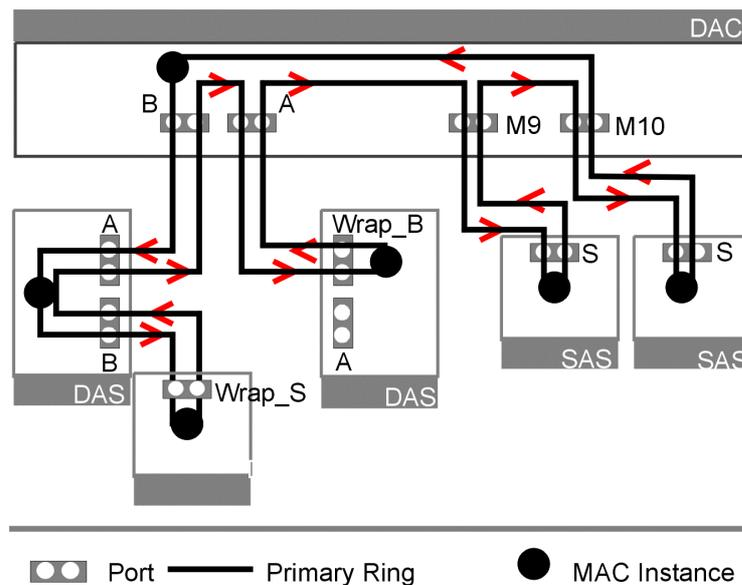 DAC
B
A
M9
M10
A
Wrap_B
S
S
B
A
SAS
SAS
DAS
Wrap_S
DAS
Port
Primary Ring
MAC Instance